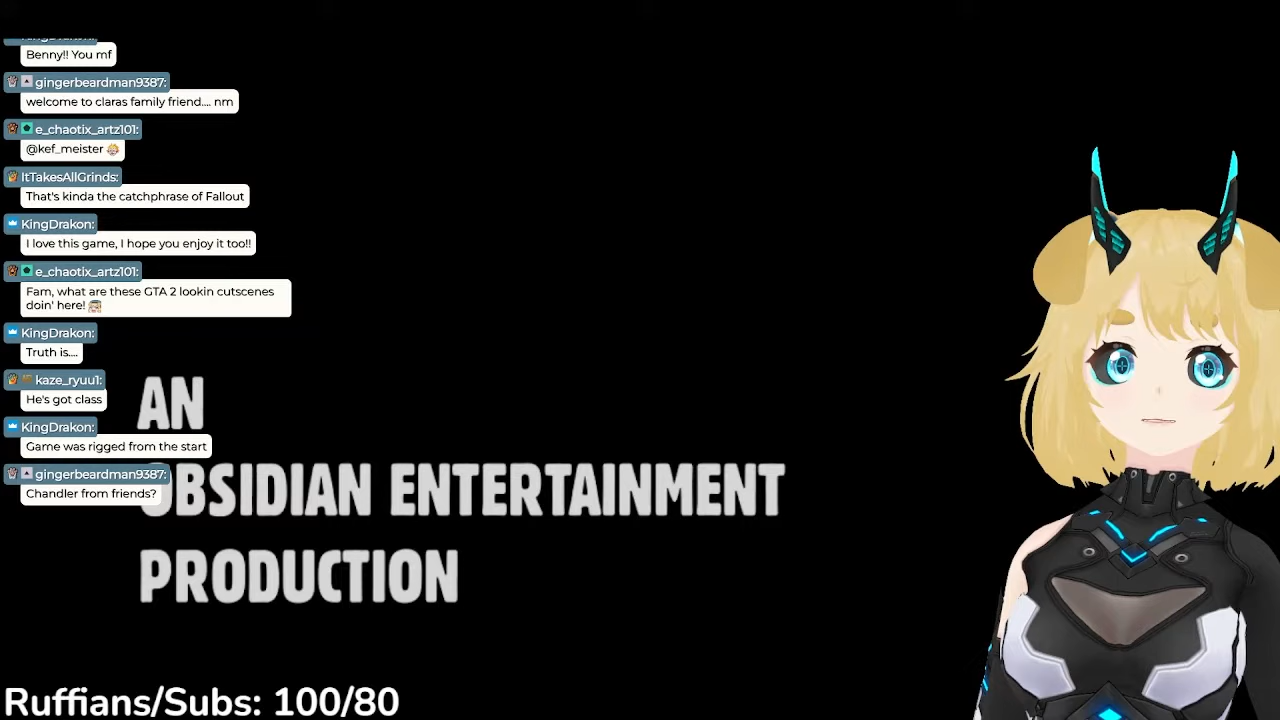 Benny!! You mf
gingerbeardman9387:
welcome to claras family friend.... nm
e_chaotix_artz101:
@kef_meister
ItTakesAllGrinds:
That's kinda the catchphrase of Fallout
KingDrakon:
I love this game, I hope you enjoy it too!!
e_chaotix_artz101:
Fam, what are these GTA 2 lookin cutscenes
doin' here!
KingDrakon:
Truth is....
kaze_ryuu1:
He's got class
KingDrakon:
Game was rigged from the start
gingerbeardman9387:
Chandler from friends?
AN
OBSIDIAN ENTERTAINMENT
PRODUCTION
Ruffians/Subs: 100/80